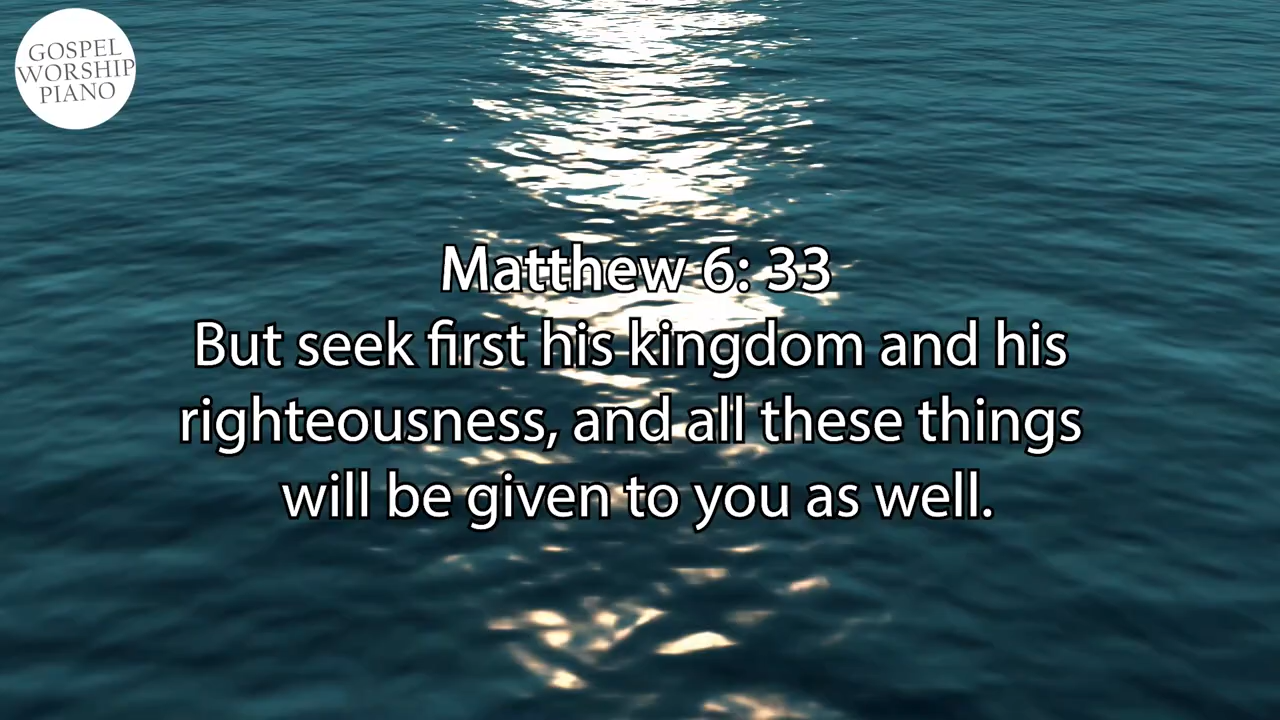 GOSPEL
WORSHIP
PIANO
Matthew 6: 33
But seek first his kingdom and his
righteousness, and all these things
will be given to you as well.